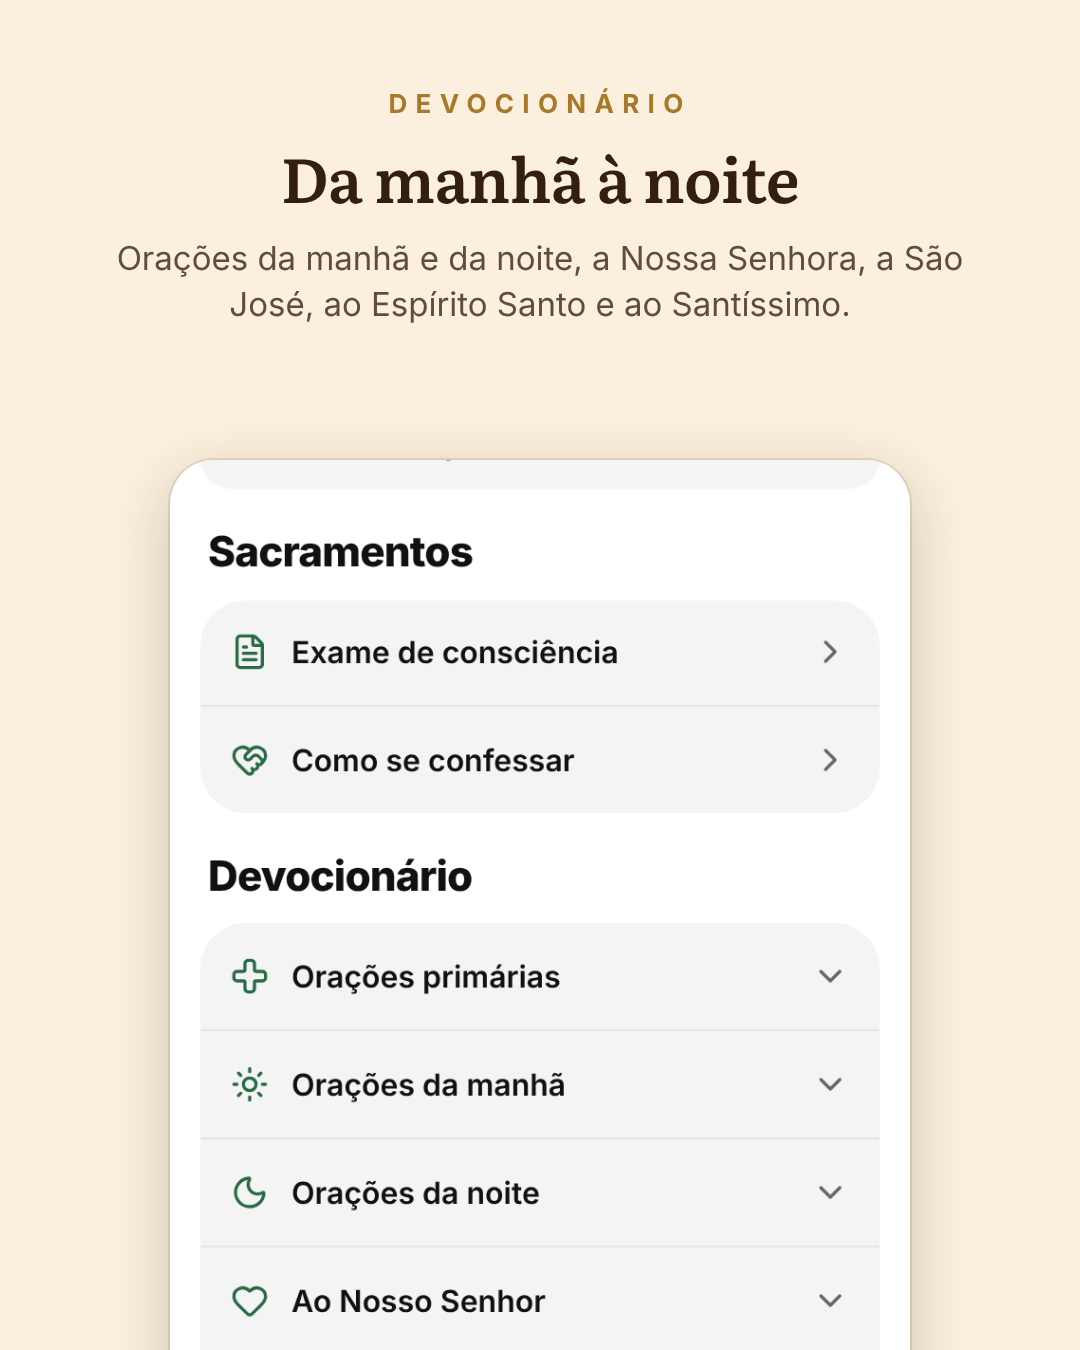 DEVOCIONÁRIO
Da manhã à noite
Orações da manhã e da noite, a Nossa Senhora, a São
José, ao Espírito Santo e ao Santíssimo.
Sacramentos
Exame de consciência
Como se confessar
Devocionário
Orações primárias
Orações da manhã
Orações da noite
Ao Nosso Senhor